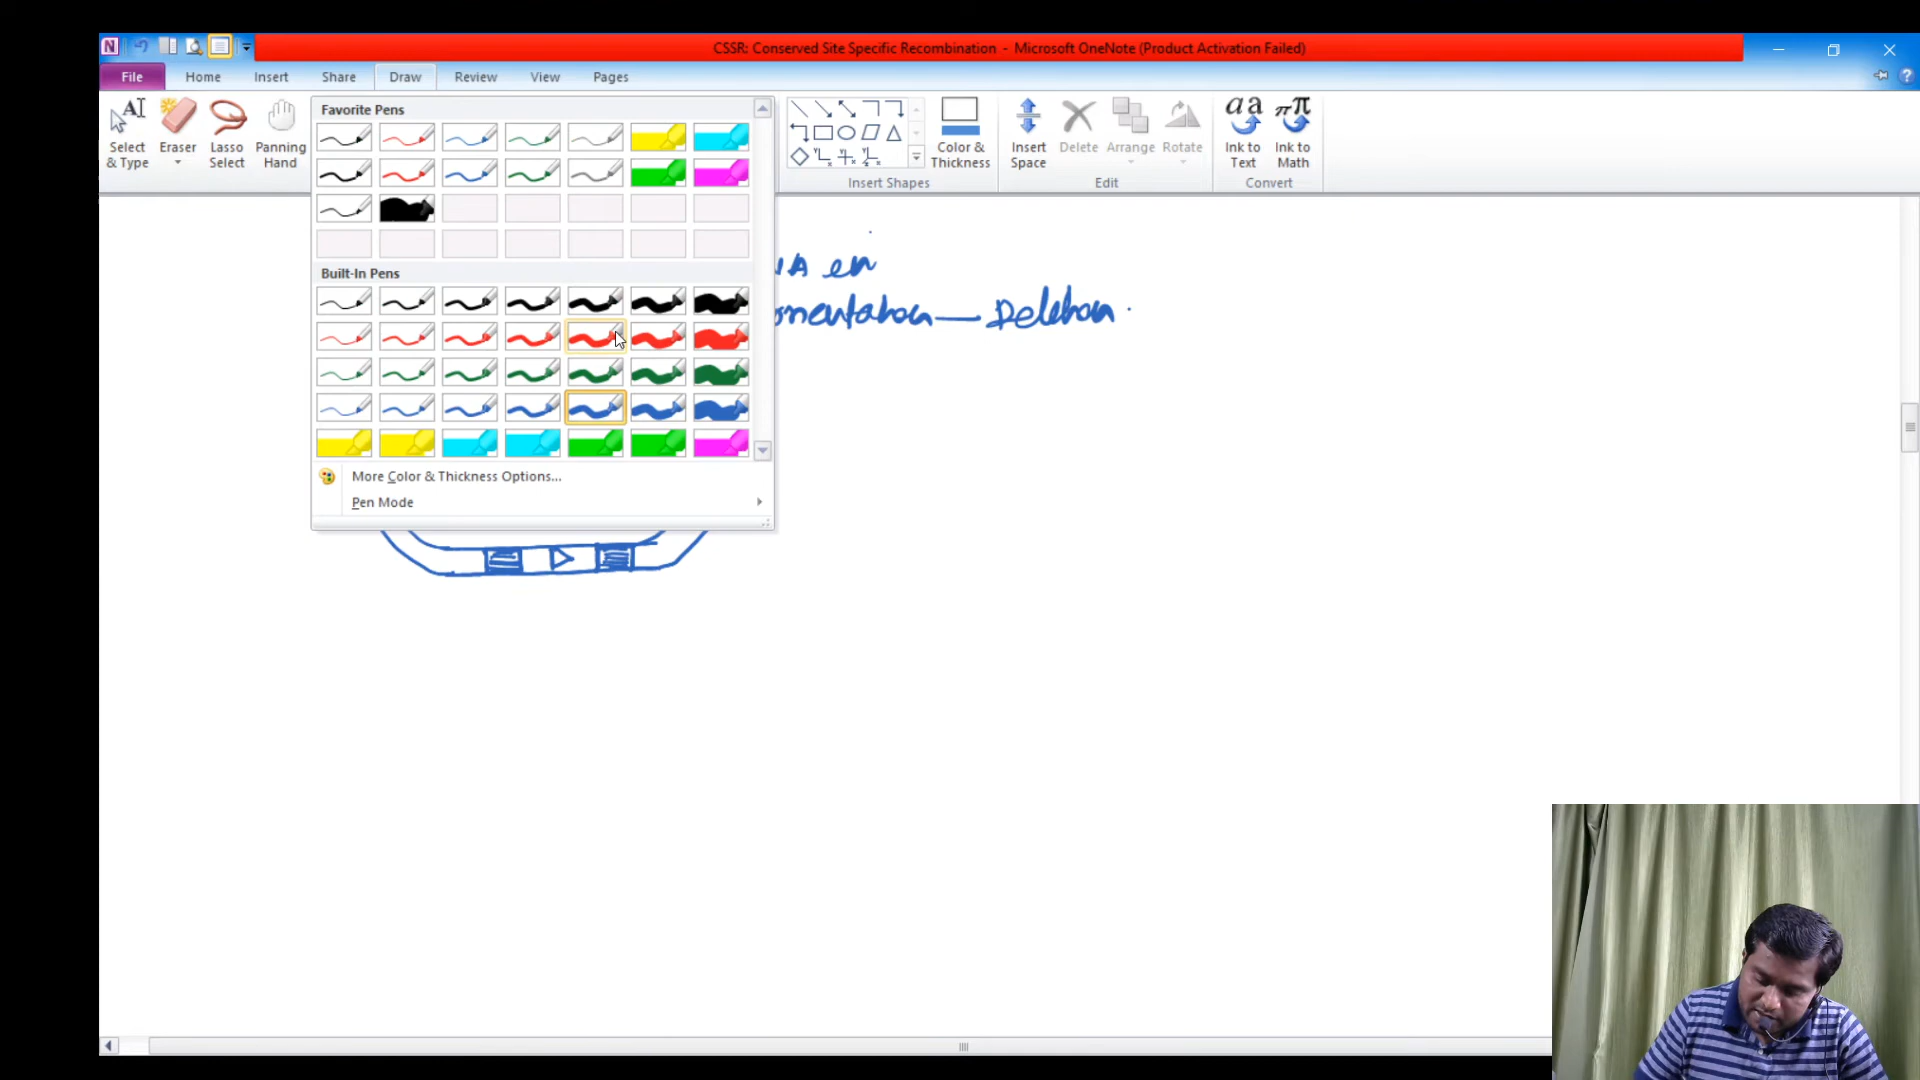 CSSR: Conserved Site Specific Recombination - Microsoft OneNote (Product Activation Failed)
File Home Insert Share Draw Review View Pages
Select & Type
Eraser
Lasso Select
Panning Hand
Favorite Pens
Built-In Pens
More Color & Thickness Options...
Pen Mode
Color & Thickness
Insert Shapes
Insert Space
Delete
Arrange
Rotate
Edit
Ink to Text
Ink to Math
Convert
en
Deletion